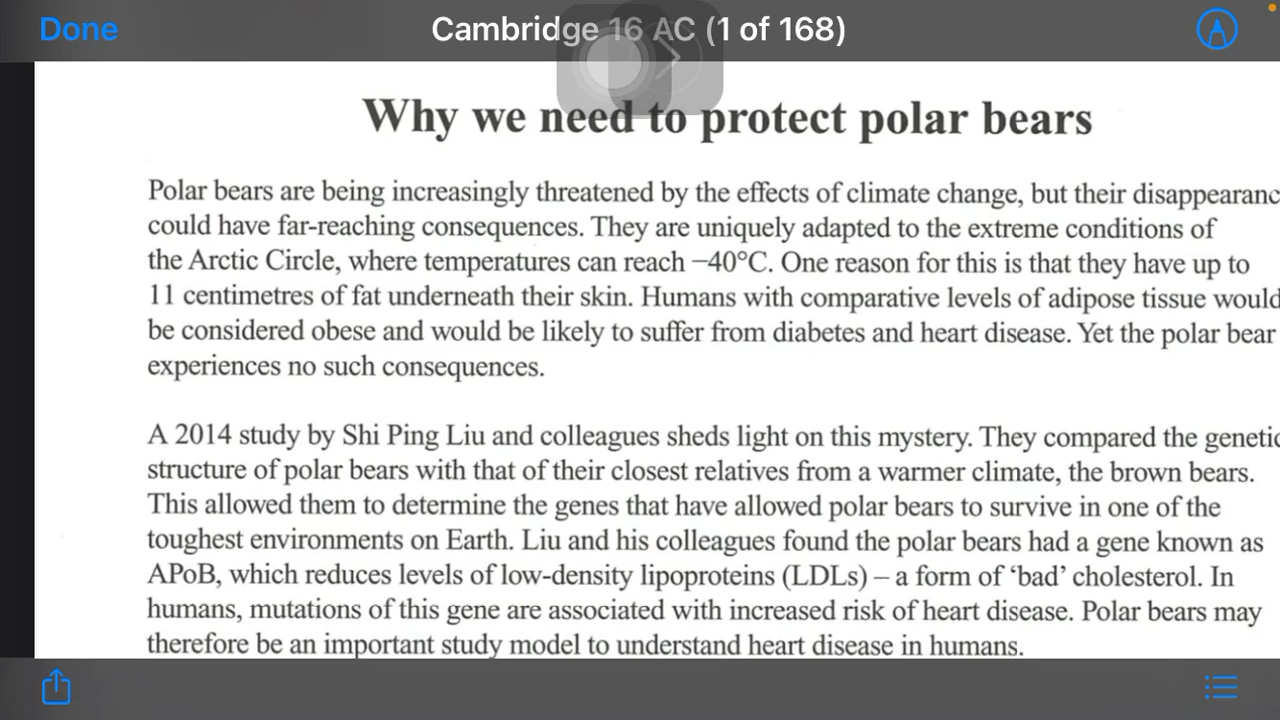 Done
Cambridge 16 AC (1 of 168)
Why we need to protect polar bears
Polar bears are being increasingly threatened by the effects of climate change, but their disappearanc
could have far-reaching consequences. They are uniquely adapted to the extreme conditions of
the Arctic Circle, where temperatures can reach −40°C. One reason for this is that they have up to
11 centimetres of fat underneath their skin. Humans with comparative levels of adipose tissue would
be considered obese and would be likely to suffer from diabetes and heart disease. Yet the polar bear
experiences no such consequences.
A 2014 study by Shi Ping Liu and colleagues sheds light on this mystery. They compared the genetic
structure of polar bears with that of their closest relatives from a warmer climate, the brown bears.
This allowed them to determine the genes that have allowed polar bears to survive in one of the
toughest environments on Earth. Liu and his colleagues found the polar bears had a gene known as
APoB, which reduces levels of low-density lipoproteins (LDLs) – a form of ‘bad’ cholesterol. In
humans, mutations of this gene are associated with increased risk of heart disease. Polar bears may
therefore be an important study model to understand heart disease in humans.